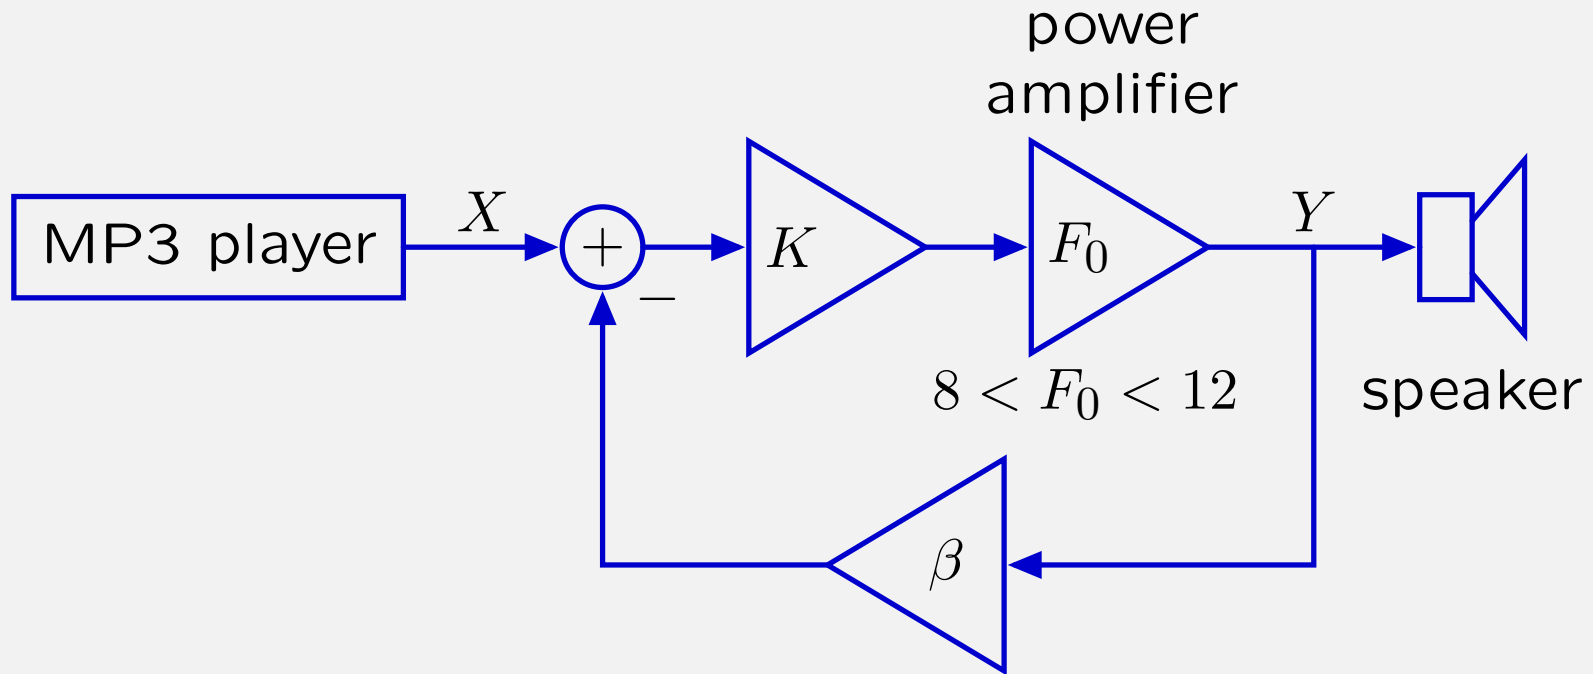 power
amplifier
MP3 player
X
+
−
K
F₀
Y
8 < F₀ < 12
speaker
β